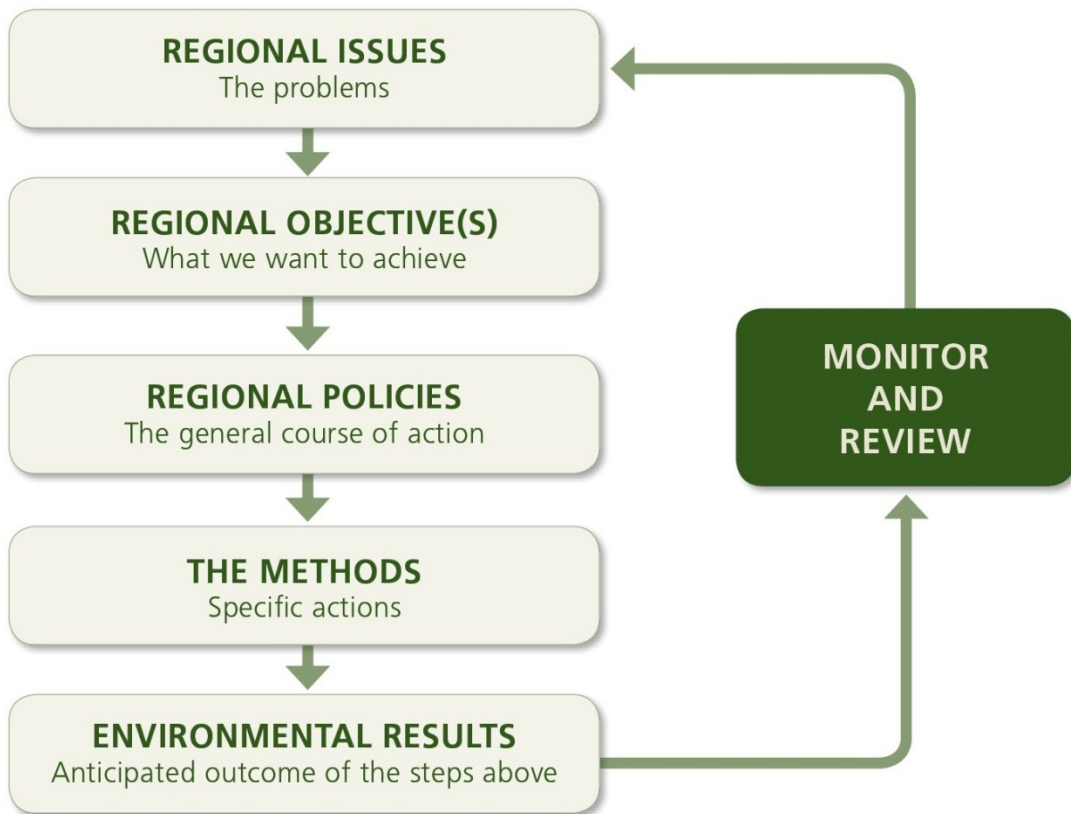 REGIONAL ISSUES
The problems
REGIONAL OBJECTIVE(S)
What we want to achieve
REGIONAL POLICIES
The general course of action
THE METHODS
Specific actions
ENVIRONMENTAL RESULTS
Anticipated outcome of the steps above
MONITOR
AND
REVIEW